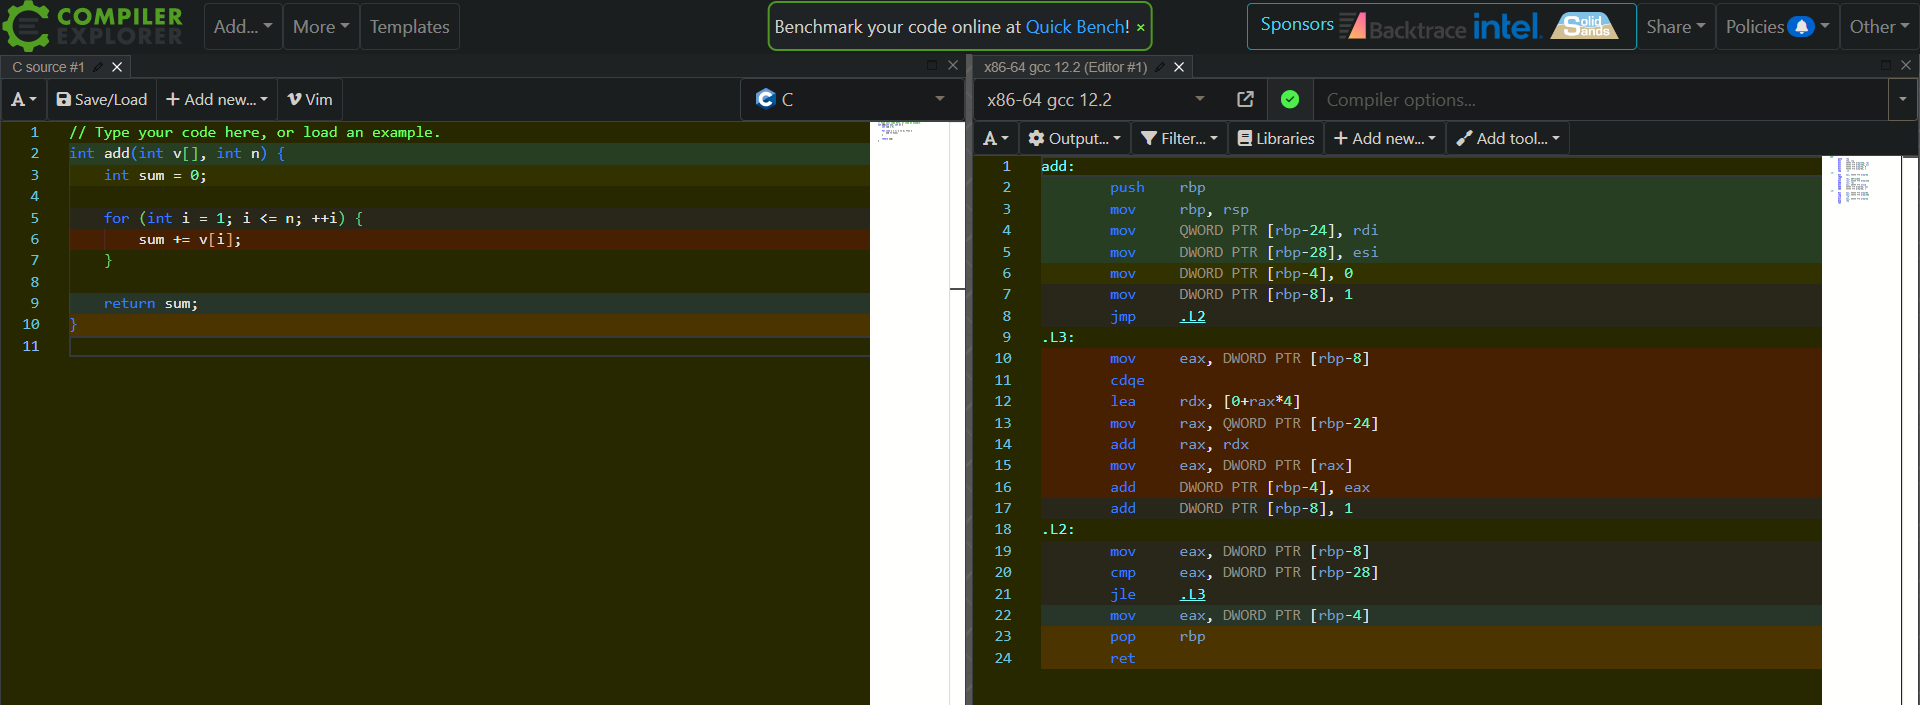 COMPILER EXPLORER
Add... More Templates
Benchmark your code online at Quick Bench! ×
Sponsors Backtrace intel. Solid Sands Share Policies Other
C source #1
A Save/Load + Add new... Vim C
1 // Type your code here, or load an example.
2 int add(int v[], int n) {
3     int sum = 0;
4
5     for (int i = 1; i <= n; ++i) {
6         sum += v[i];
7     }
8
9     return sum;
10 }
11
x86-64 gcc 12.2 (Editor #1)
x86-64 gcc 12.2 Compiler options...
A Output... Filter... Libraries + Add new... Add tool...
1 add:
2         push    rbp
3         mov     rbp, rsp
4         mov     QWORD PTR [rbp-24], rdi
5         mov     DWORD PTR [rbp-28], esi
6         mov     DWORD PTR [rbp-4], 0
7         mov     DWORD PTR [rbp-8], 1
8         jmp     .L2
9 .L3:
10         mov     eax, DWORD PTR [rbp-8]
11         cdqe
12         lea     rdx, [0+rax*4]
13         mov     rax, QWORD PTR [rbp-24]
14         add     rax, rdx
15         mov     eax, DWORD PTR [rax]
16         add     DWORD PTR [rbp-4], eax
17         add     DWORD PTR [rbp-8], 1
18 .L2:
19         mov     eax, DWORD PTR [rbp-8]
20         cmp     eax, DWORD PTR [rbp-28]
21         jle     .L3
22         mov     eax, DWORD PTR [rbp-4]
23         pop     rbp
24         ret